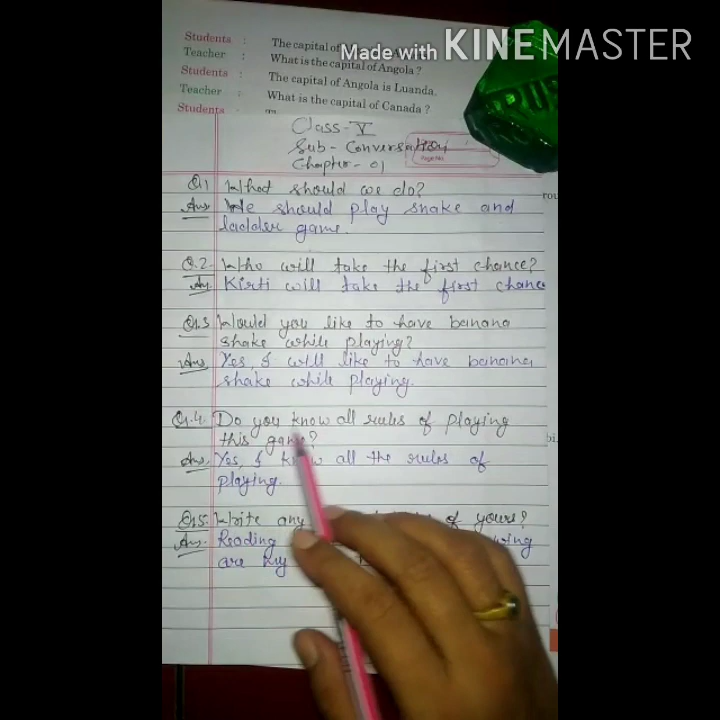 Students : The capital of
Made with KINEMASTER
Teacher : What is the capital of Angola ?
Students : The capital of Angola is Luanda.
Teacher : What is the capital of Canada ?
Students :
Class - V
Sub - Conversation
Page No.
Chapter - 01
Q.1 What should we do?
Ans We should play snake and
ladder game.
Q.2. Who will take the first chance?
Ans. Kirti will take the first chance
Q.3 Would you like to have banana
shake while playing?
Ans Yes, I will like to have banana
shake while playing.
Q.4. Do you know all rules of playing
this game?
Ans. Yes, I know all the rules of
playing.
Q.5. Write any of yours?
Ans. Reading
are my